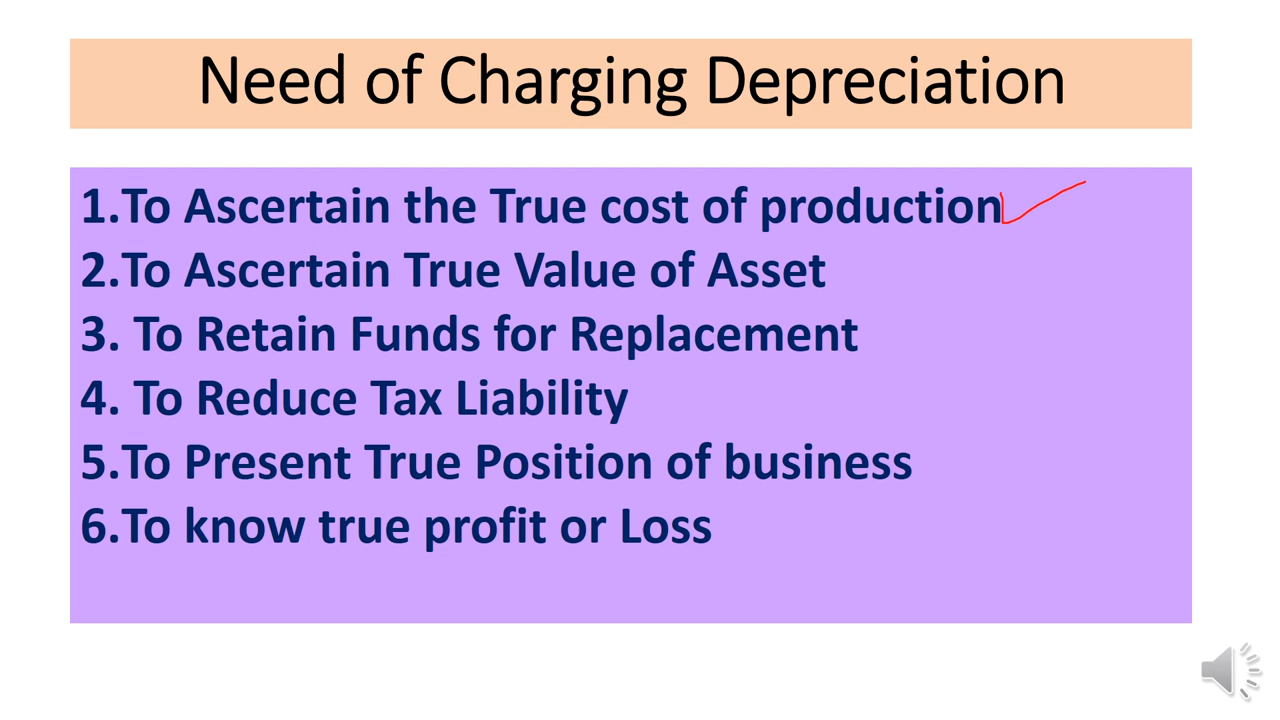 Need of Charging Depreciation
1.To Ascertain the True cost of production
2.To Ascertain True Value of Asset
3. To Retain Funds for Replacement
4. To Reduce Tax Liability
5.To Present True Position of business
6.To know true profit or Loss